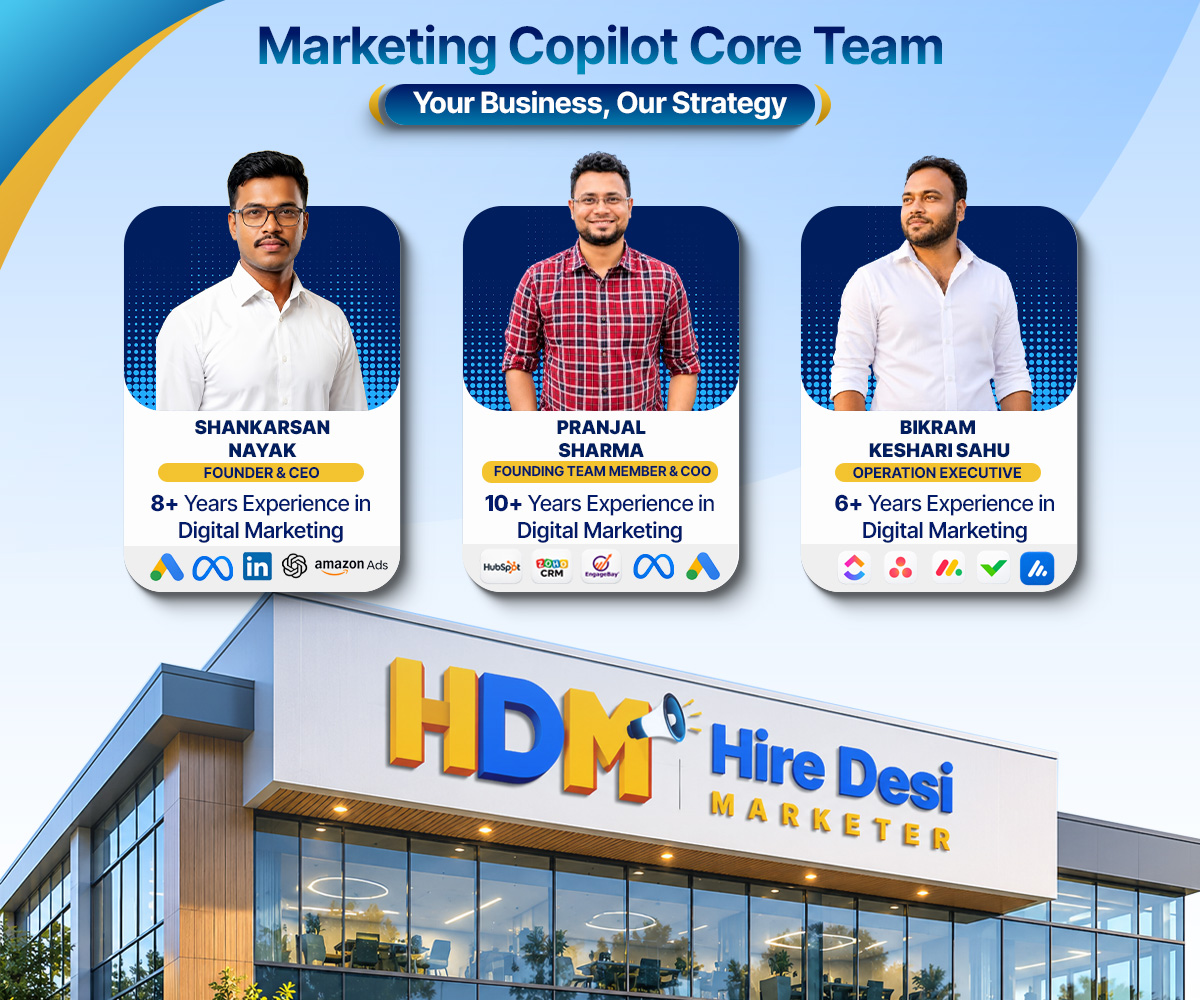 Marketing Copilot Core Team
Your Business, Our Strategy
SHANKARSAN
NAYAK
FOUNDER & CEO
8+ Years Experience in
Digital Marketing
in
amazon Ads
PRANJAL
SHARMA
FOUNDING TEAM MEMBER & COO
10+ Years Experience in
Digital Marketing
HubSpot
ZOHO
CRM
EngageBay
BIKRAM
KESHARI SAHU
OPERATION EXECUTIVE
6+ Years Experience in
Digital Marketing
HDM
Hire Desi
MARKETER